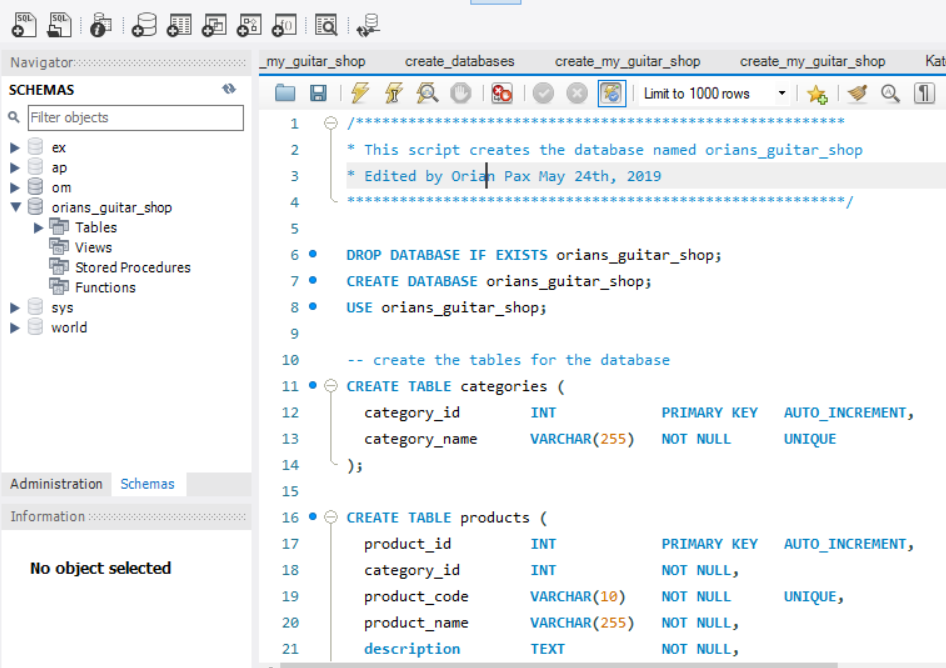 Navigator
SCHEMAS
Filter objects
ex
ap
om
orians_guitar_shop
Tables
Views
Stored Procedures
Functions
sys
world
Administration Schemas
Information
No object selected
_my_guitar_shop create_databases create_my_guitar_shop create_my_guitar_shop Kat
Limit to 1000 rows
1 /********************************************************
2 * This script creates the database named orians_guitar_shop
3 * Edited by Orian Pax May 24th, 2019
4 *********************************************************/
5
6 DROP DATABASE IF EXISTS orians_guitar_shop;
7 CREATE DATABASE orians_guitar_shop;
8 USE orians_guitar_shop;
9
10 -- create the tables for the database
11 CREATE TABLE categories (
12 category_id INT PRIMARY KEY AUTO_INCREMENT,
13 category_name VARCHAR(255) NOT NULL UNIQUE
14 );
15
16 CREATE TABLE products (
17 product_id INT PRIMARY KEY AUTO_INCREMENT,
18 category_id INT NOT NULL,
19 product_code VARCHAR(10) NOT NULL UNIQUE,
20 product_name VARCHAR(255) NOT NULL,
21 description TEXT NOT NULL,